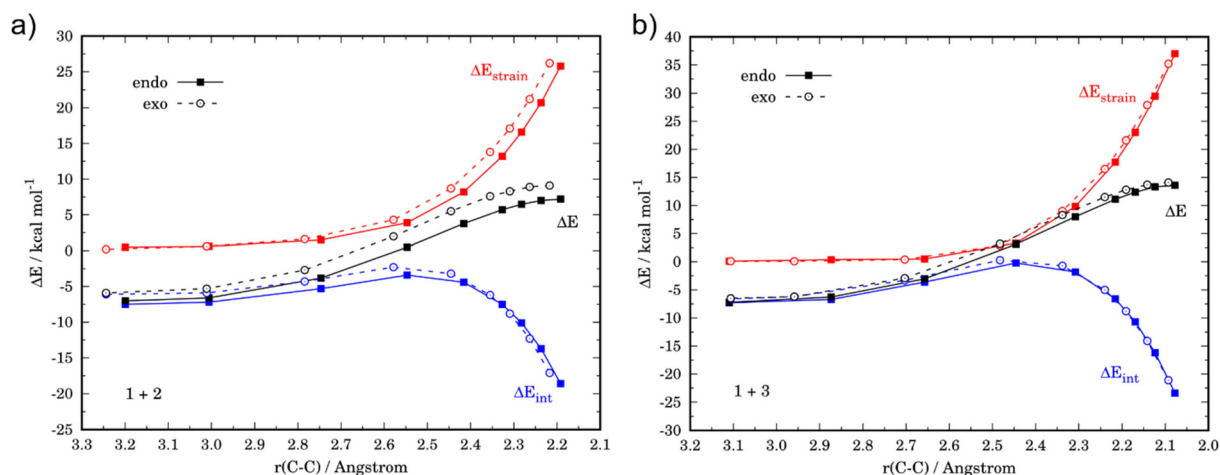 a)
30
25
20
15
10
5
0
-5
-10
-15
-20
-25
ΔE / kcal mol⁻¹
endo
exo
ΔE_strain
ΔE
ΔE_int
1 + 2
3.3 3.2 3.1 3.0 2.9 2.8 2.7 2.6 2.5 2.4 2.3 2.2 2.1
r(C-C) / Angstrom
b)
40
35
30
25
20
15
10
5
0
-5
-10
-15
-20
-25
-30
ΔE / kcal mol⁻¹
endo
exo
ΔE_strain
ΔE
ΔE_int
1 + 3
3.2 3.1 3.0 2.9 2.8 2.7 2.6 2.5 2.4 2.3 2.2 2.1 2.0
r(C-C) / Angstrom